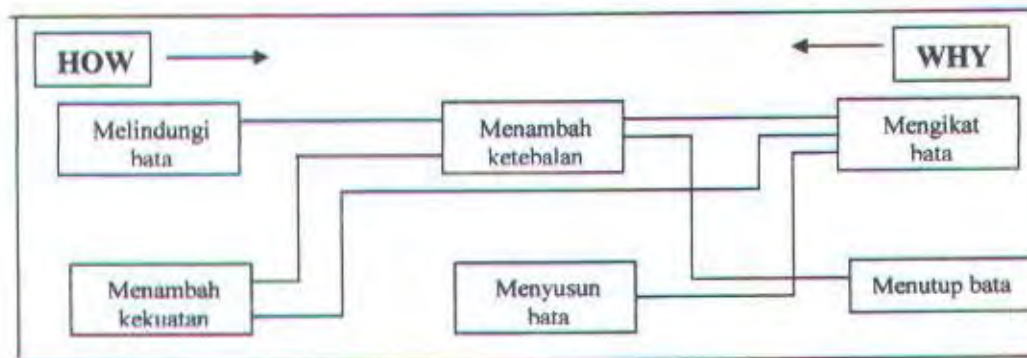 HOW
WHY
Melindungi
bata
Menambah
ketebalan
Mengikat
bata
Menambah
kekuatan
Menyusun
bata
Menutup bata